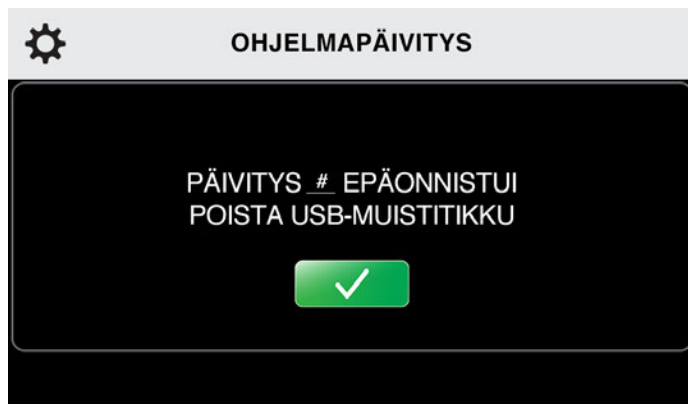 OHJELMAPÄIVITYS
PÄIVITYS _#_ EPÄONNISTUI
POISTA USB-MUISTITIKKU